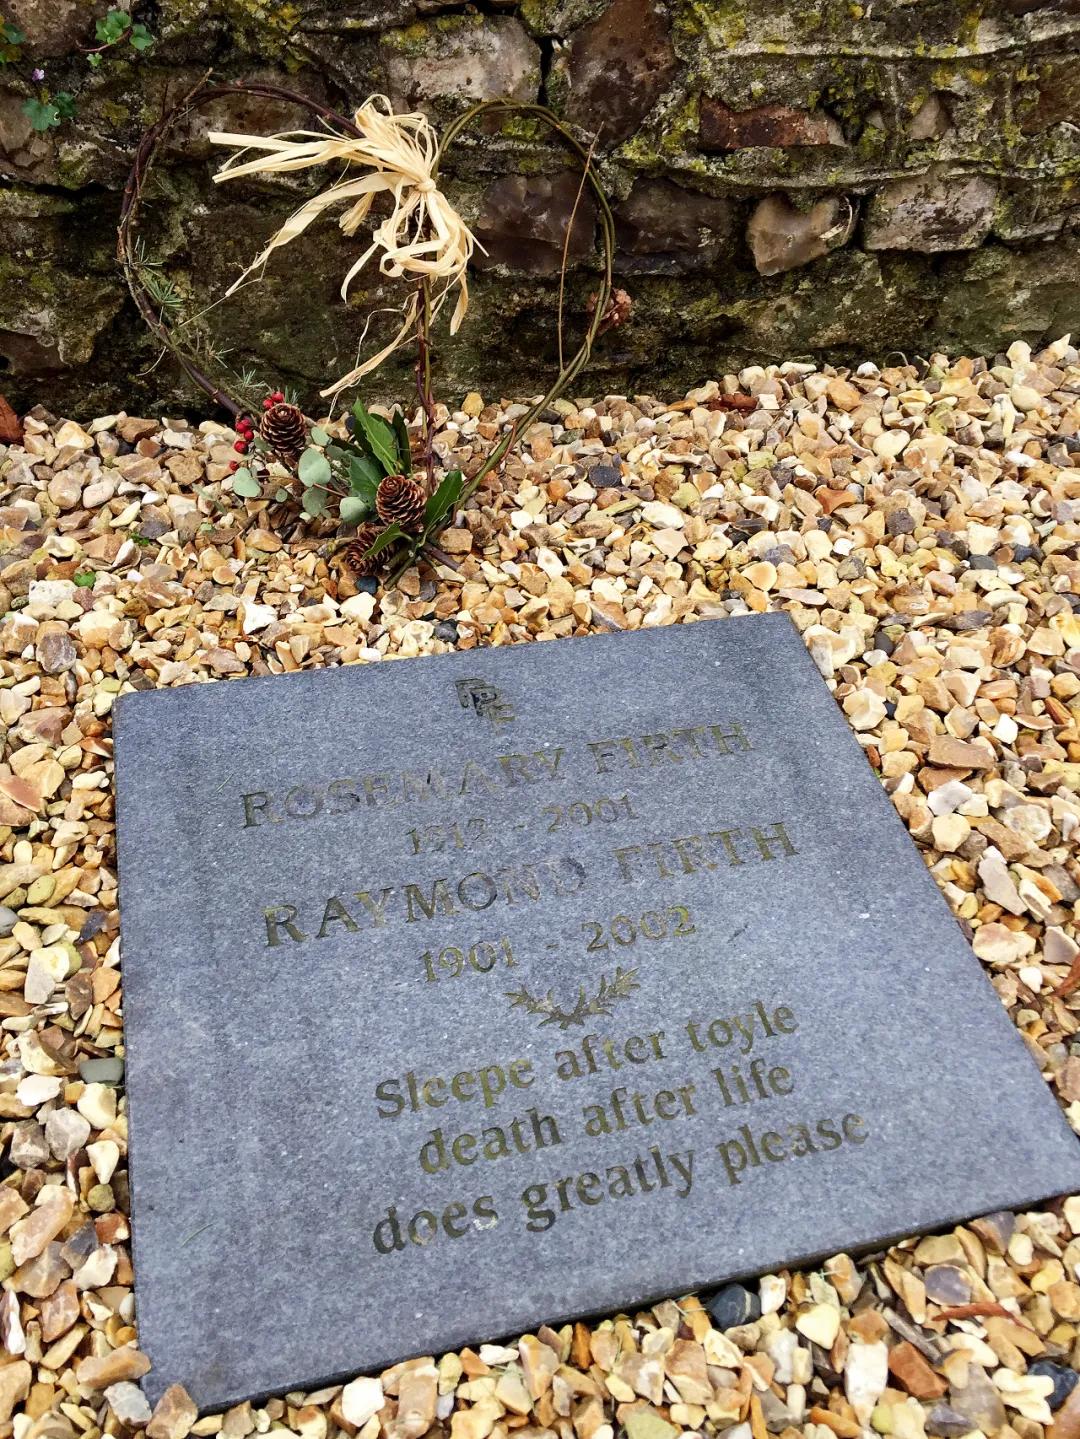 ROSEMARY FIRTH
1912 - 2001
RAYMOND FIRTH
1901 - 2002
Sleepe after toyle
death after life
does greatly please